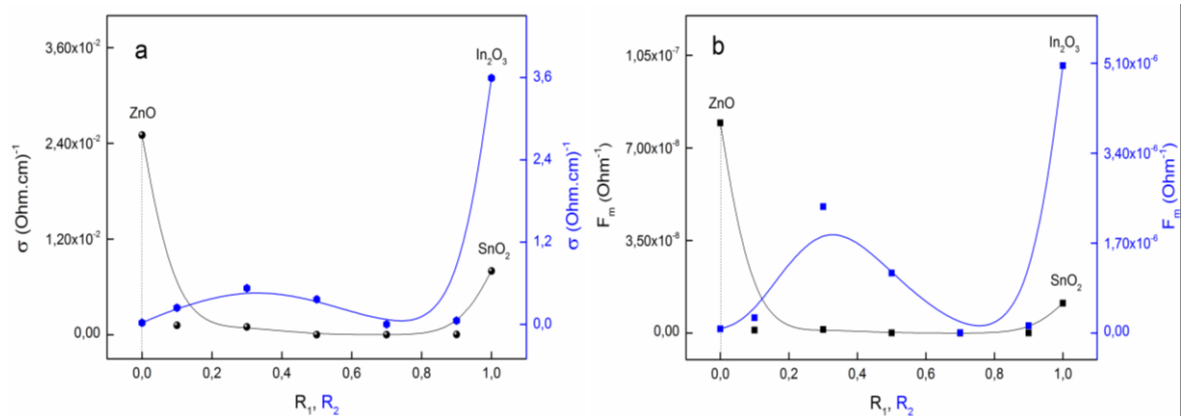 a
3,60x10⁻²
2,40x10⁻²
1,20x10⁻²
0,00
σ (Ohm.cm)⁻¹
ZnO
In₂O₃
SnO₂
3,6
2,4
1,2
0,0
σ (Ohm.cm)⁻¹
0,0 0,2 0,4 0,6 0,8 1,0
R₁, R₂
b
1,05x10⁻⁷
7,00x10⁻⁸
3,50x10⁻⁸
0,00
Fₘ (Ohm⁻¹)
ZnO
In₂O₃
SnO₂
5,10x10⁻⁶
3,40x10⁻⁶
1,70x10⁻⁶
0,00
Fₘ (Ohm⁻¹)
0,0 0,2 0,4 0,6 0,8 1,0
R₁, R₂